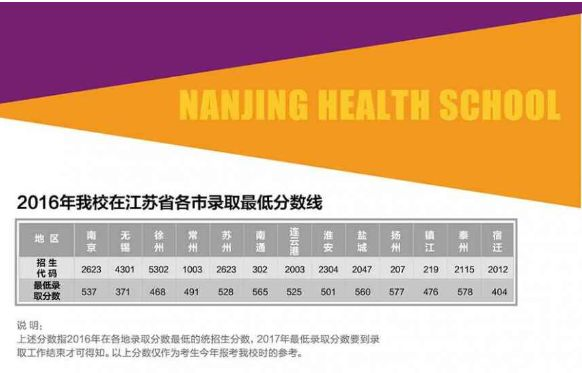 NANJING HEALTH SCHOOL
2016年我校在江苏省各市录取最低分数线
地区 南京 无锡 徐州 常州 苏州 南通 连云港 淮安 盐城 扬州 镇江 泰州 宿迁
招生代码 2623 4301 5302 1003 2623 302 2003 2304 2047 207 219 2115 2012
最低录取分数 537 371 468 491 528 565 525 501 560 577 476 578 404
说明:
上述分数指2016年在各地录取分数最低的统招生分数,2017年最低录取分数要到录
取工作结束才可得知。以上分数仅作为考生今年报考我校时的参考。